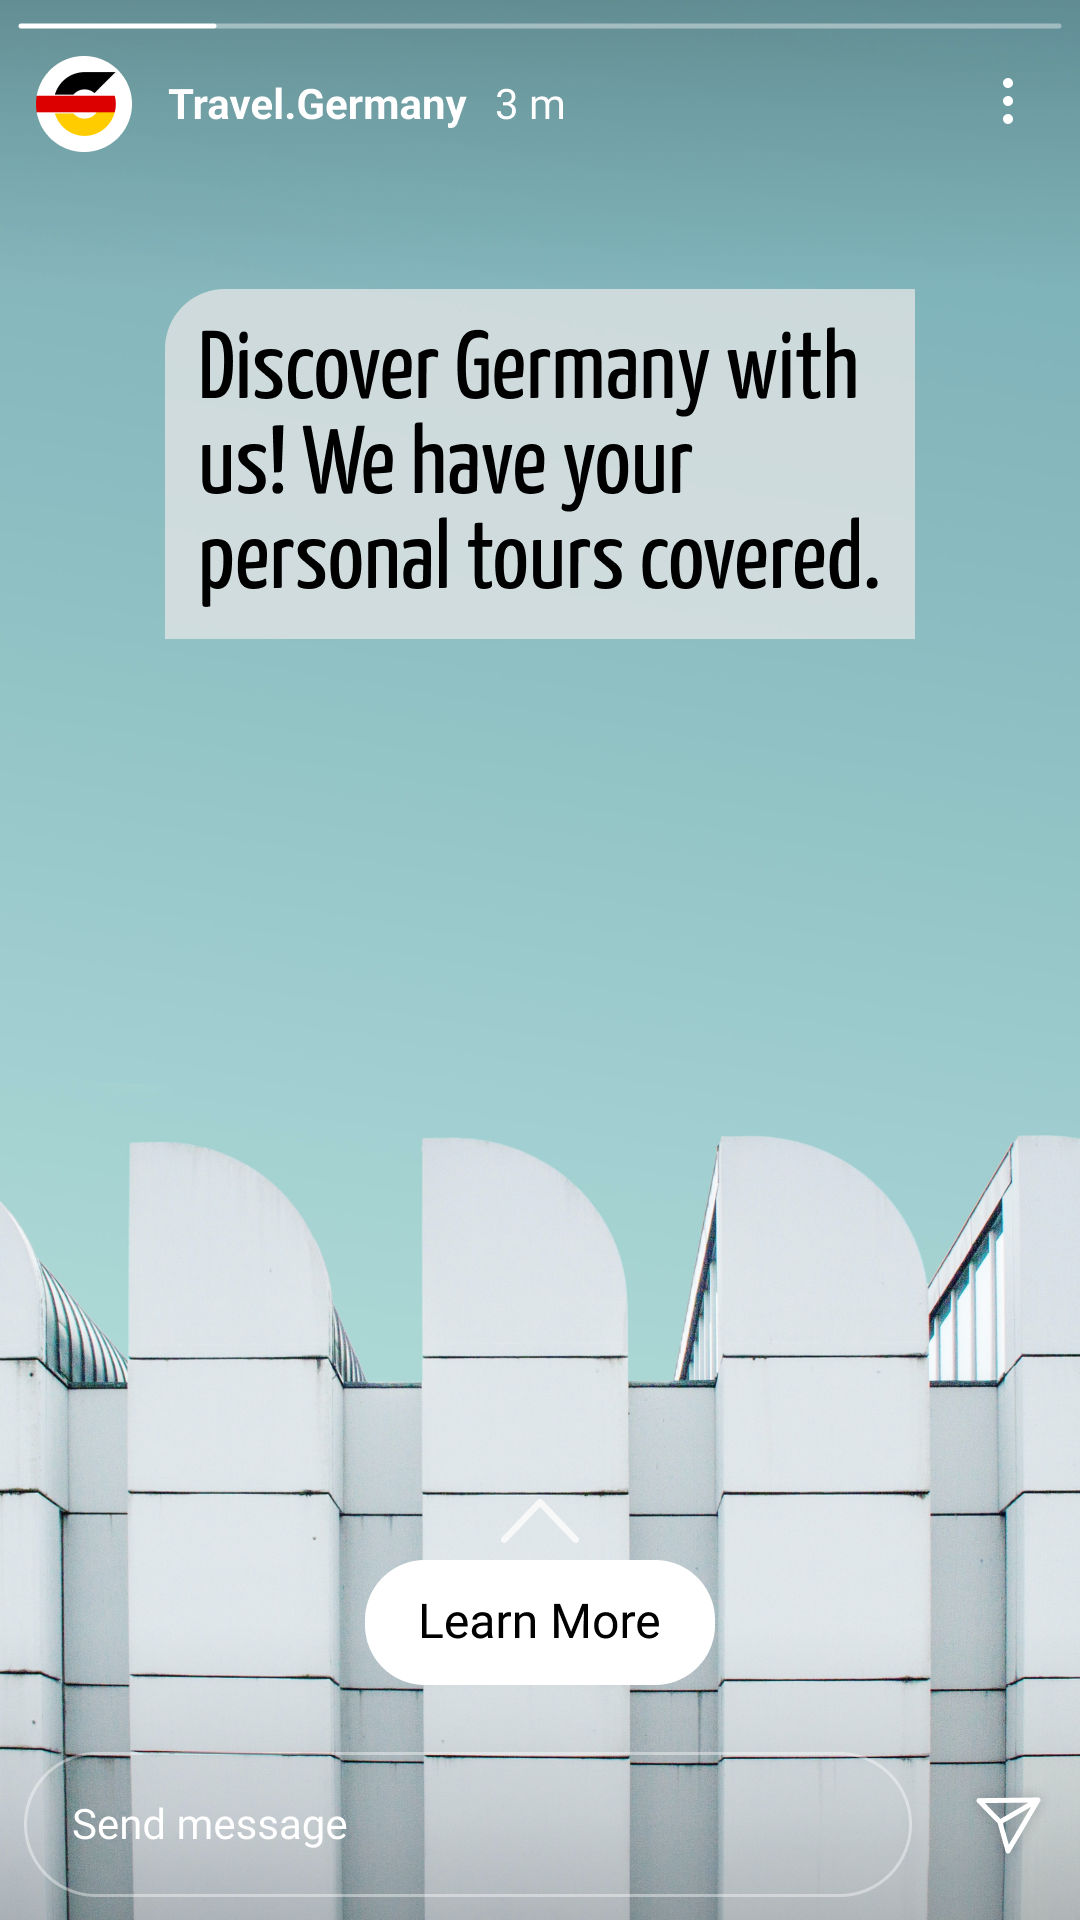 Travel.Germany 3 m
Discover Germany with
us! We have your
personal tours covered.
Learn More
Send message